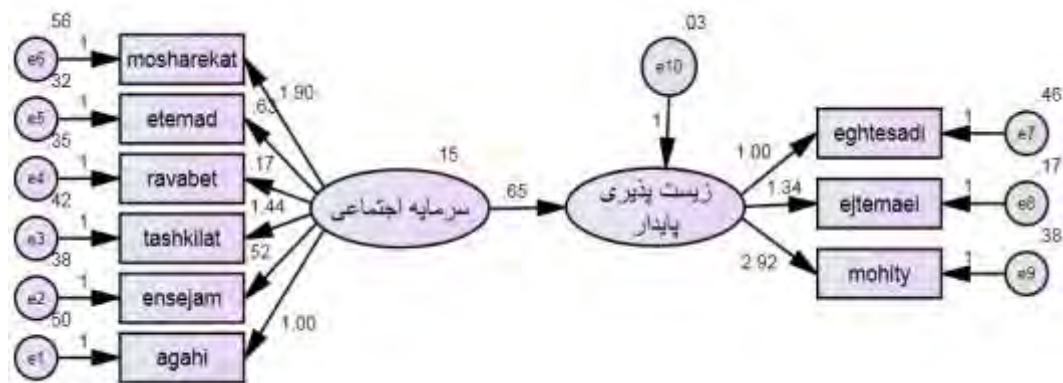 .56
e6
1
mosharekat
1.90
.32
e5
1
etemad
.63
.35
e4
1
ravabet
.17
.42
e3
1
tashkilat
1.44
.38
e2
1
ensejam
.52
.50
e1
1
agahi
1.00
.15
سرمایه اجتماعی
.65
.03
e10
1
زیست پذیری
پایدار
1.00
eghtesadi
1
.46
e7
1.34
ejtemaei
1
.17
e8
2.92
mohity
1
.38
e9